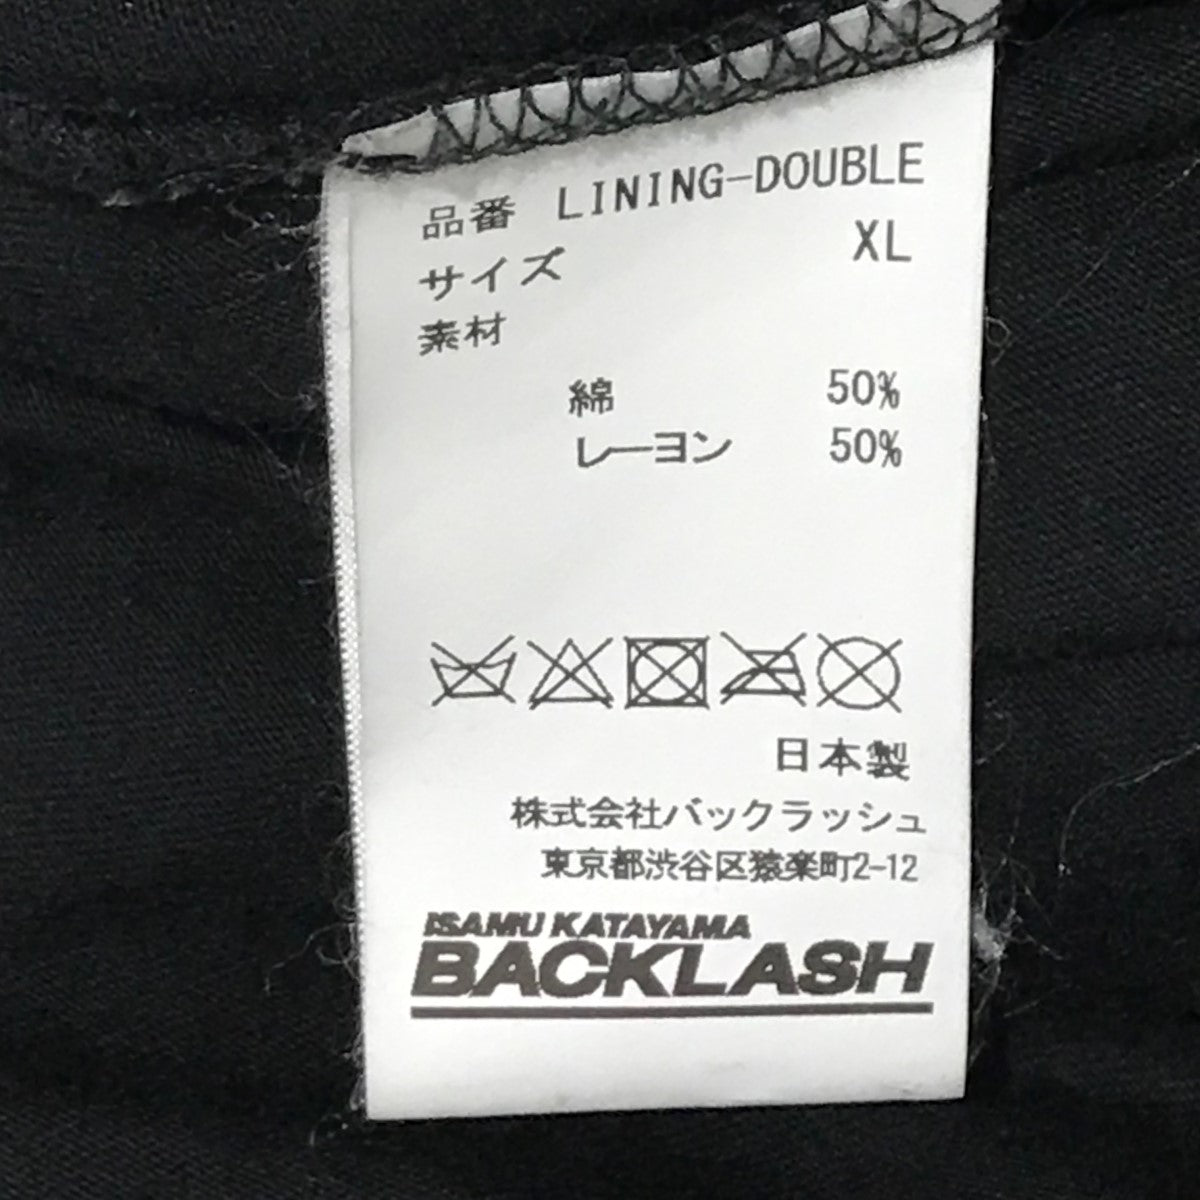 品番 LINING-DOUBLE
サイズ XL
素材
綿 50%
レーヨン 50%
日本製
株式会社バックラッシュ
東京都渋谷区猿楽町2-12
ISAMU KATAYAMA
BACKLASH